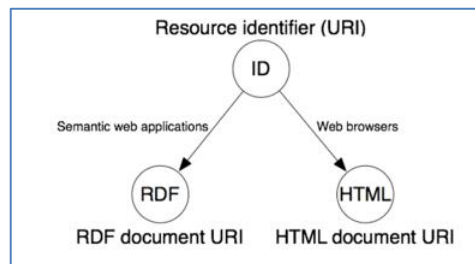 Resource identifier (URI)
ID
Semantic web applications
Web browsers
RDF
HTML
RDF document URI
HTML document URI